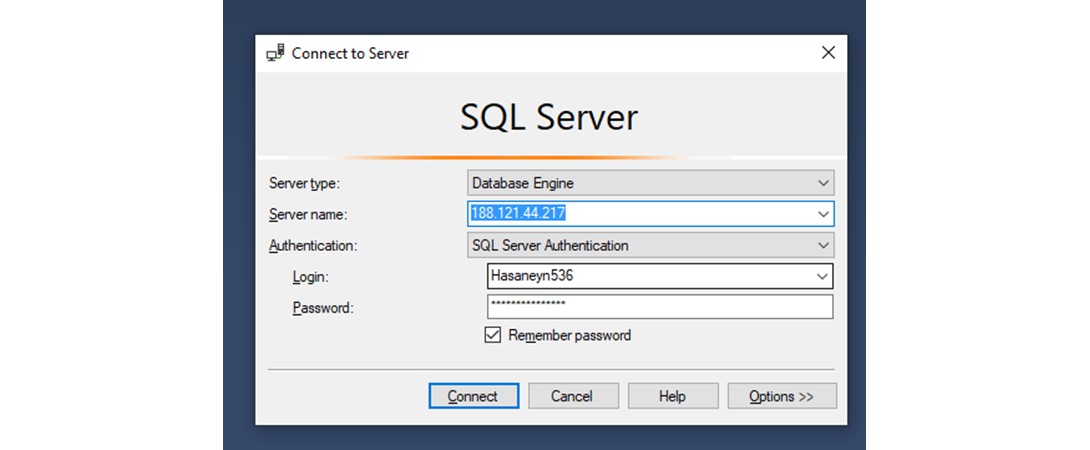 Connect to Server
SQL Server
Server type: Database Engine
Server name: 188.121.44.217
Authentication: SQL Server Authentication
Login: Hasaneyn536
Password: ***************
Remember password
Connect Cancel Help Options >>